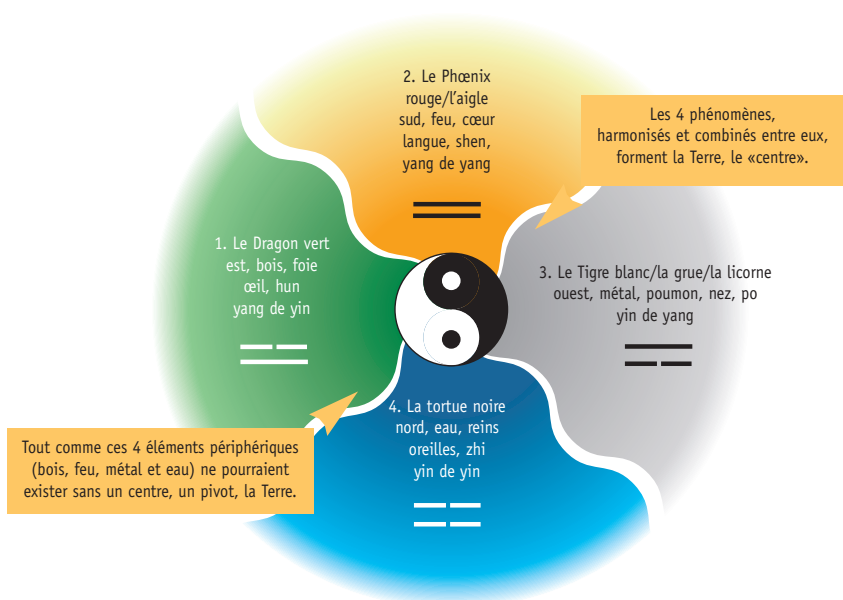 2. Le Phœnix
rouge/l'aigle
sud, feu, cœur
langue, shen,
yang de yang
Les 4 phénomènes,
harmonisés et combinés entre eux,
forment la Terre, le «centre».
1. Le Dragon vert
est, bois, foie
œil, hun
yang de yin
3. Le Tigre blanc/la grue/la licorne
ouest, métal, poumon, nez, po
yin de yang
4. La tortue noire
nord, eau, reins
oreilles, zhi
yin de yin
Tout comme ces 4 éléments périphériques
(bois, feu, métal et eau) ne pourraient
exister sans un centre, un pivot, la Terre.